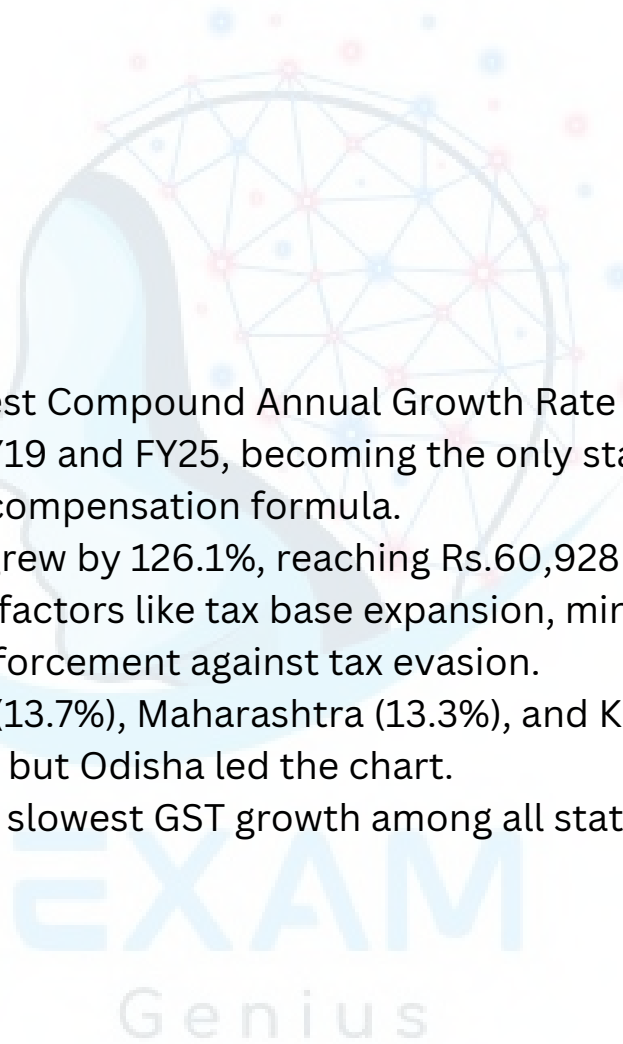 est Compound Annual Growth Rate
Y19 and FY25, becoming the only sta
compensation formula.
rew by 126.1%, reaching Rs.60,928
factors like tax base expansion, min
forcement against tax evasion.
(13.7%), Maharashtra (13.3%), and K
but Odisha led the chart.
slowest GST growth among all stat
EXAM
Genius